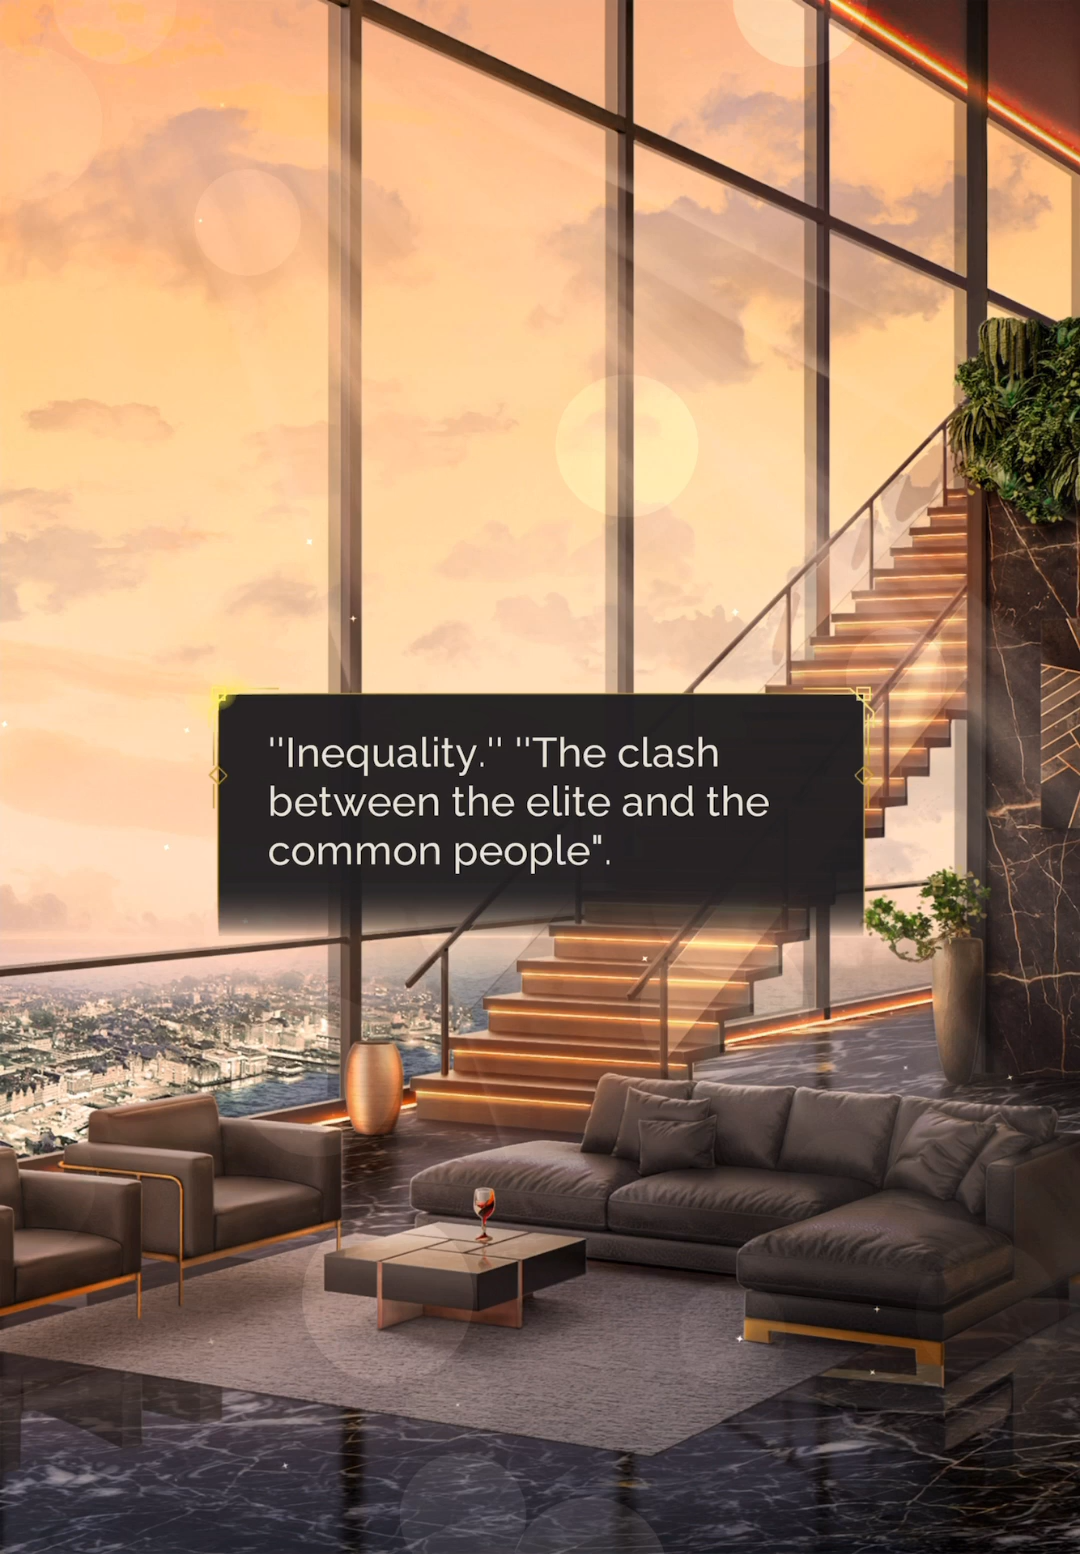 ''Inequality.'' ''The clash
between the elite and the
common people".